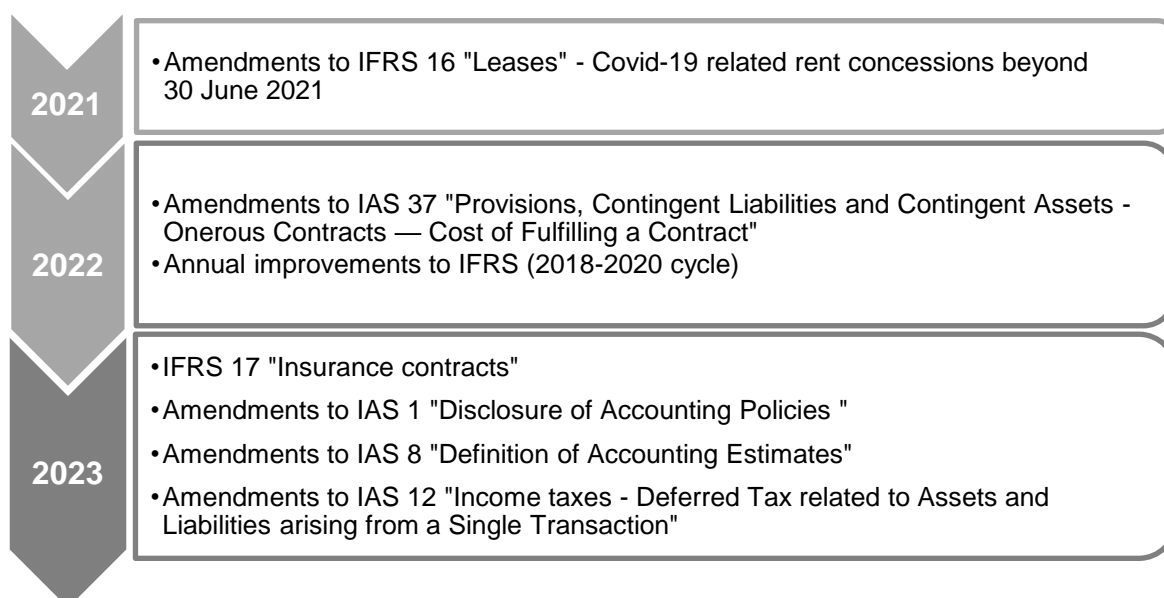 2021
•Amendments to IFRS 16 "Leases" - Covid-19 related rent concessions beyond
30 June 2021
2022
•Amendments to IAS 37 "Provisions, Contingent Liabilities and Contingent Assets -
Onerous Contracts — Cost of Fulfilling a Contract"
•Annual improvements to IFRS (2018-2020 cycle)
2023
•IFRS 17 "Insurance contracts"
•Amendments to IAS 1 "Disclosure of Accounting Policies "
•Amendments to IAS 8 "Definition of Accounting Estimates"
•Amendments to IAS 12 "Income taxes - Deferred Tax related to Assets and
Liabilities arising from a Single Transaction"